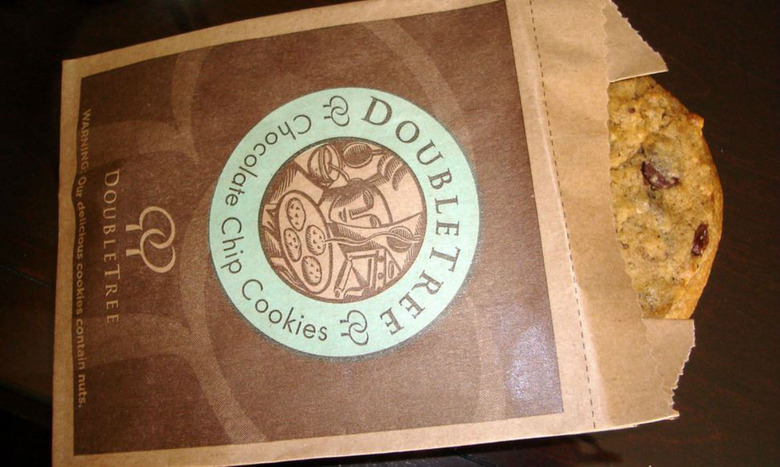 DOUBLETREE
Chocolate Chip Cookies
DOUBLETREE
WARNING: Our delicious cookies contain nuts.